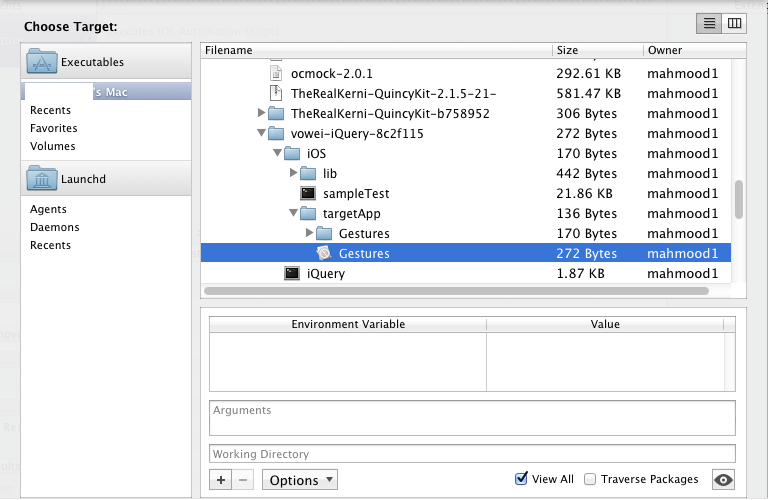 Choose Target:
Executables
's Mac
Recents
Favorites
Volumes
Launchd
Agents
Daemons
Recents
Filename Size Owner
ocmock-2.0.1 292.61 KB mahmood1
TheRealKerni-QuincyKit-2.1.5-21- 581.47 KB mahmood1
TheRealKerni-QuincyKit-b758952 306 Bytes mahmood1
vowei-iQuery-8c2f115 272 Bytes mahmood1
iOS 170 Bytes mahmood1
lib 442 Bytes mahmood1
sampleTest 21.86 KB mahmood1
targetApp 136 Bytes mahmood1
Gestures 170 Bytes mahmood1
Gestures 272 Bytes mahmood1
iQuery 1.87 KB mahmood1
Environment Variable Value
Arguments
Working Directory
+ − Options View All Traverse Packages